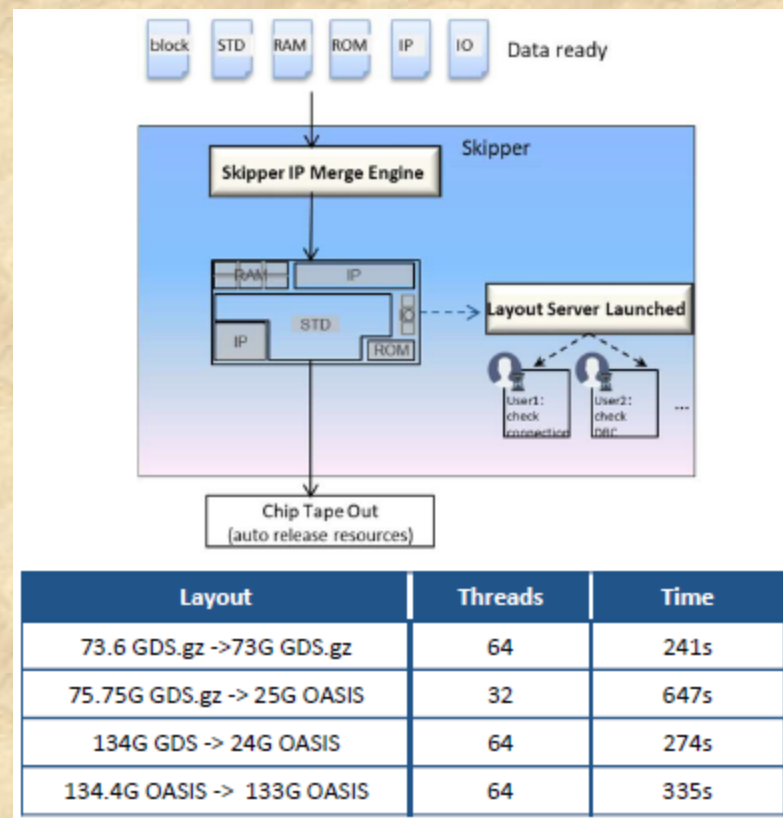 block STD RAM ROM IP IO Data ready
Skipper
Skipper IP Merge Engine
RAM IP
STD IO
IP ROM
Layout Server Launched
User1: check connection
User2: check DRC
...
Chip Tape Out
(auto release resources)
Layout Threads Time
73.6 GDS.gz ->73G GDS.gz 64 241s
75.75G GDS.gz -> 25G OASIS 32 647s
134G GDS -> 24G OASIS 64 274s
134.4G OASIS -> 133G OASIS 64 335s